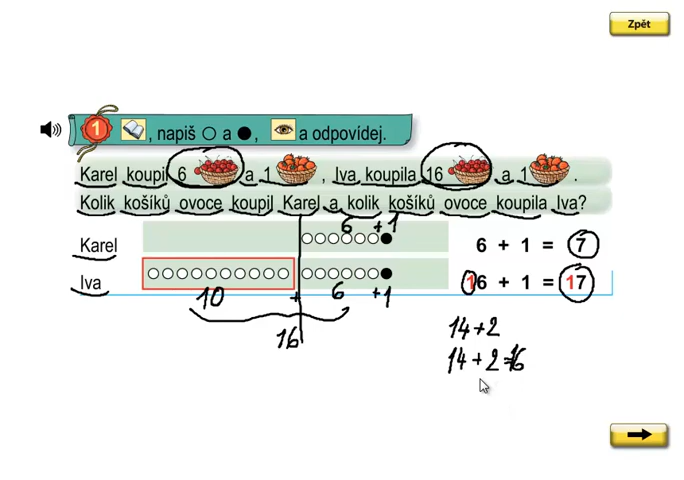 Zpět
1 , napiš ○ a ●, a odpovídej.
Karel koupil 6 a 1 , Iva koupila 16 a 1 .
Kolik košíků ovoce koupil Karel a kolik košíků ovoce koupila Iva?
6 +1
Karel 6 + 1 = 7
Iva 16 + 1 = 17
10 + 6 +1
16
14+2
14+2=16